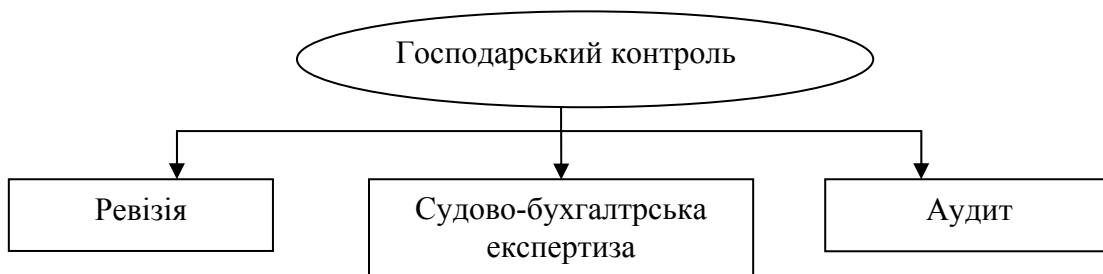 Господарський контроль
Ревізія
Судово-бухгалтрська
експертиза
Аудит